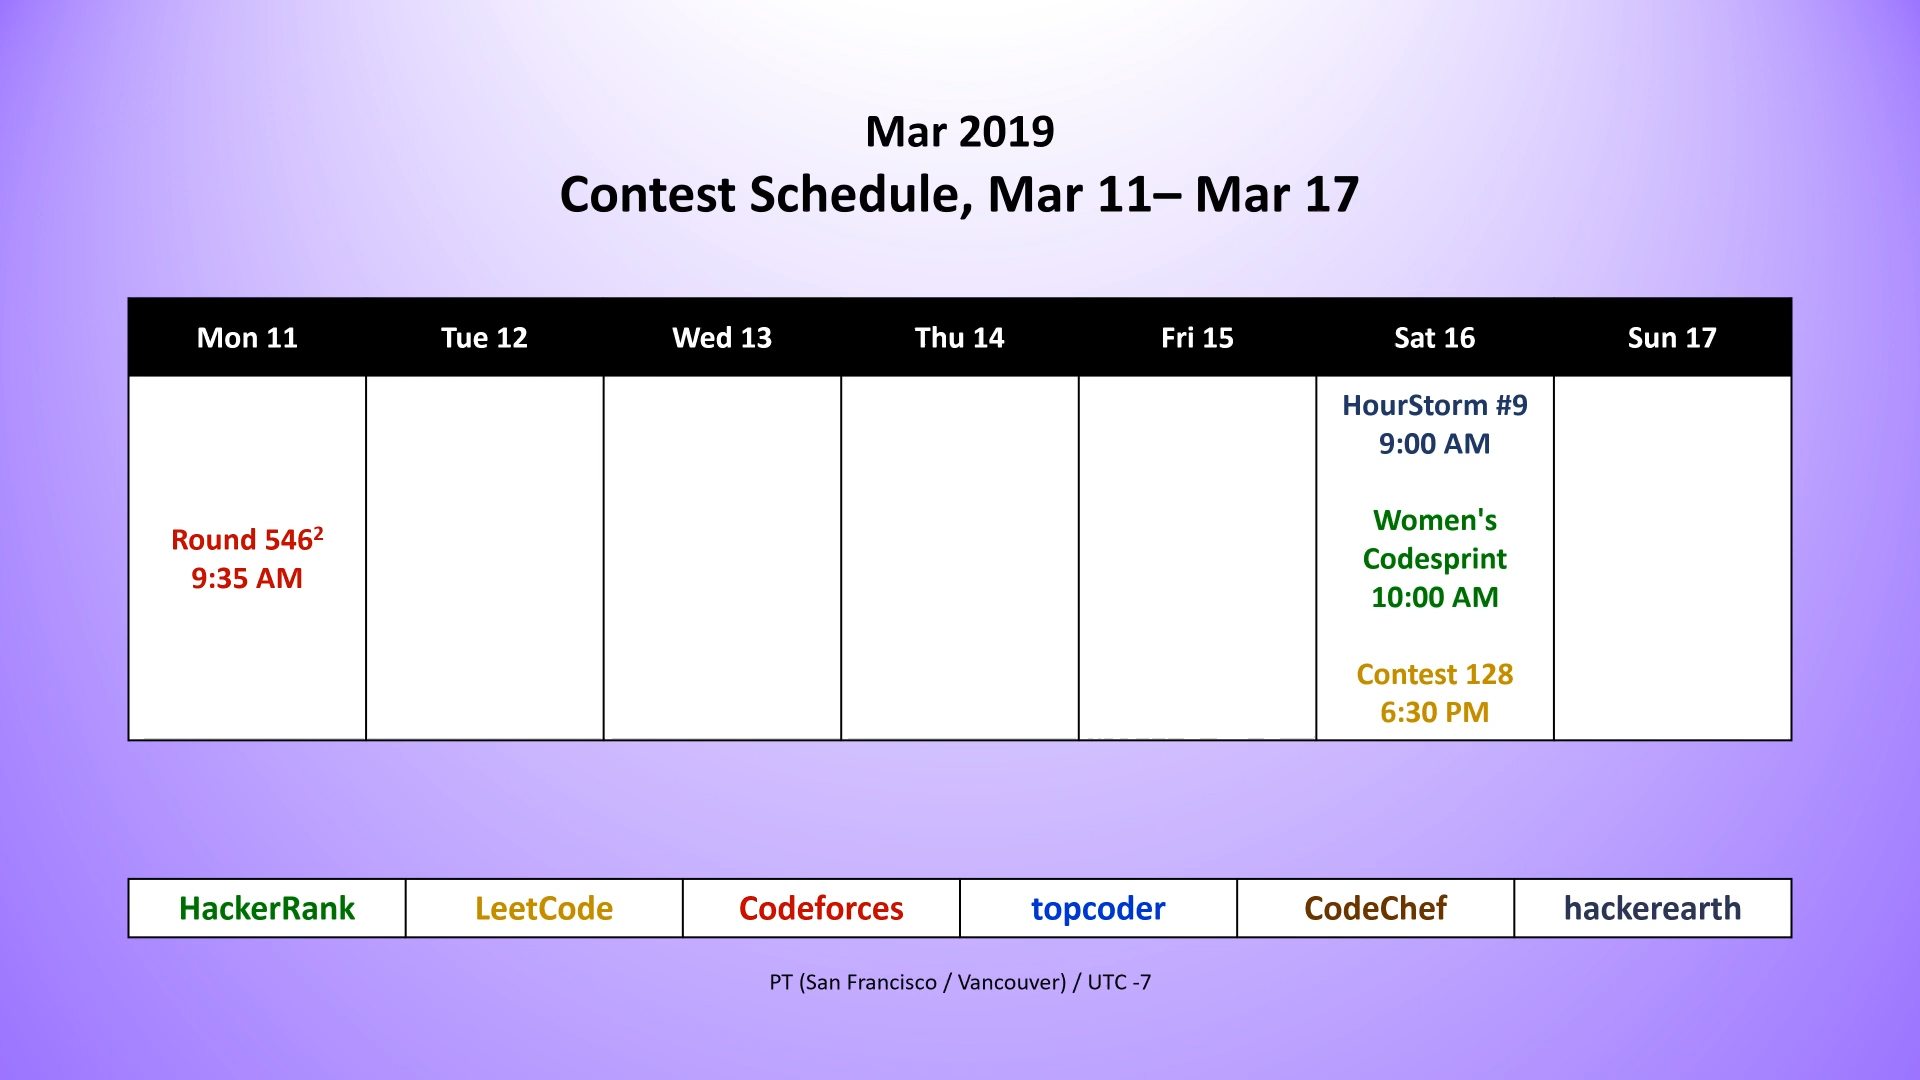 Mar 2019
Contest Schedule, Mar 11– Mar 17
Mon 11 Tue 12 Wed 13 Thu 14 Fri 15 Sat 16 Sun 17
Round 546²
9:35 AM
HourStorm #9
9:00 AM
Women's
Codesprint
10:00 AM
Contest 128
6:30 PM
HackerRank LeetCode Codeforces topcoder CodeChef hackerearth
PT (San Francisco / Vancouver) / UTC -7